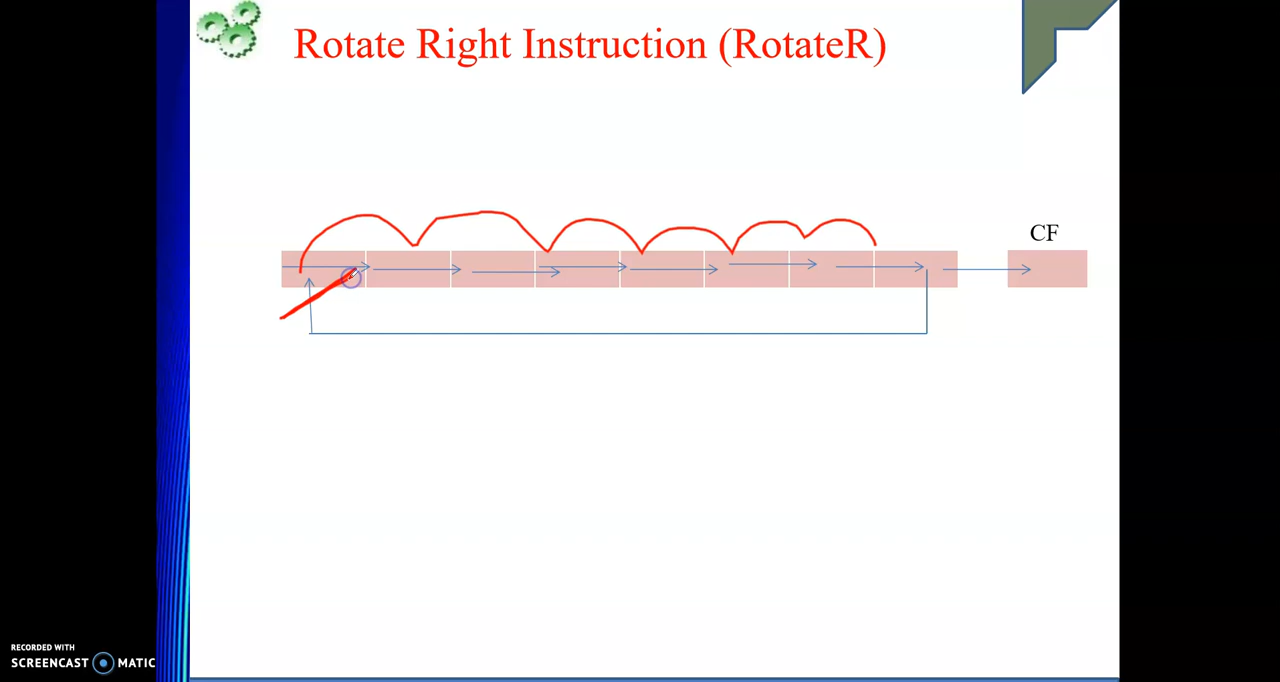 Rotate Right Instruction (RotateR)
CF
RECORDED WITH
SCREENCAST MATIC